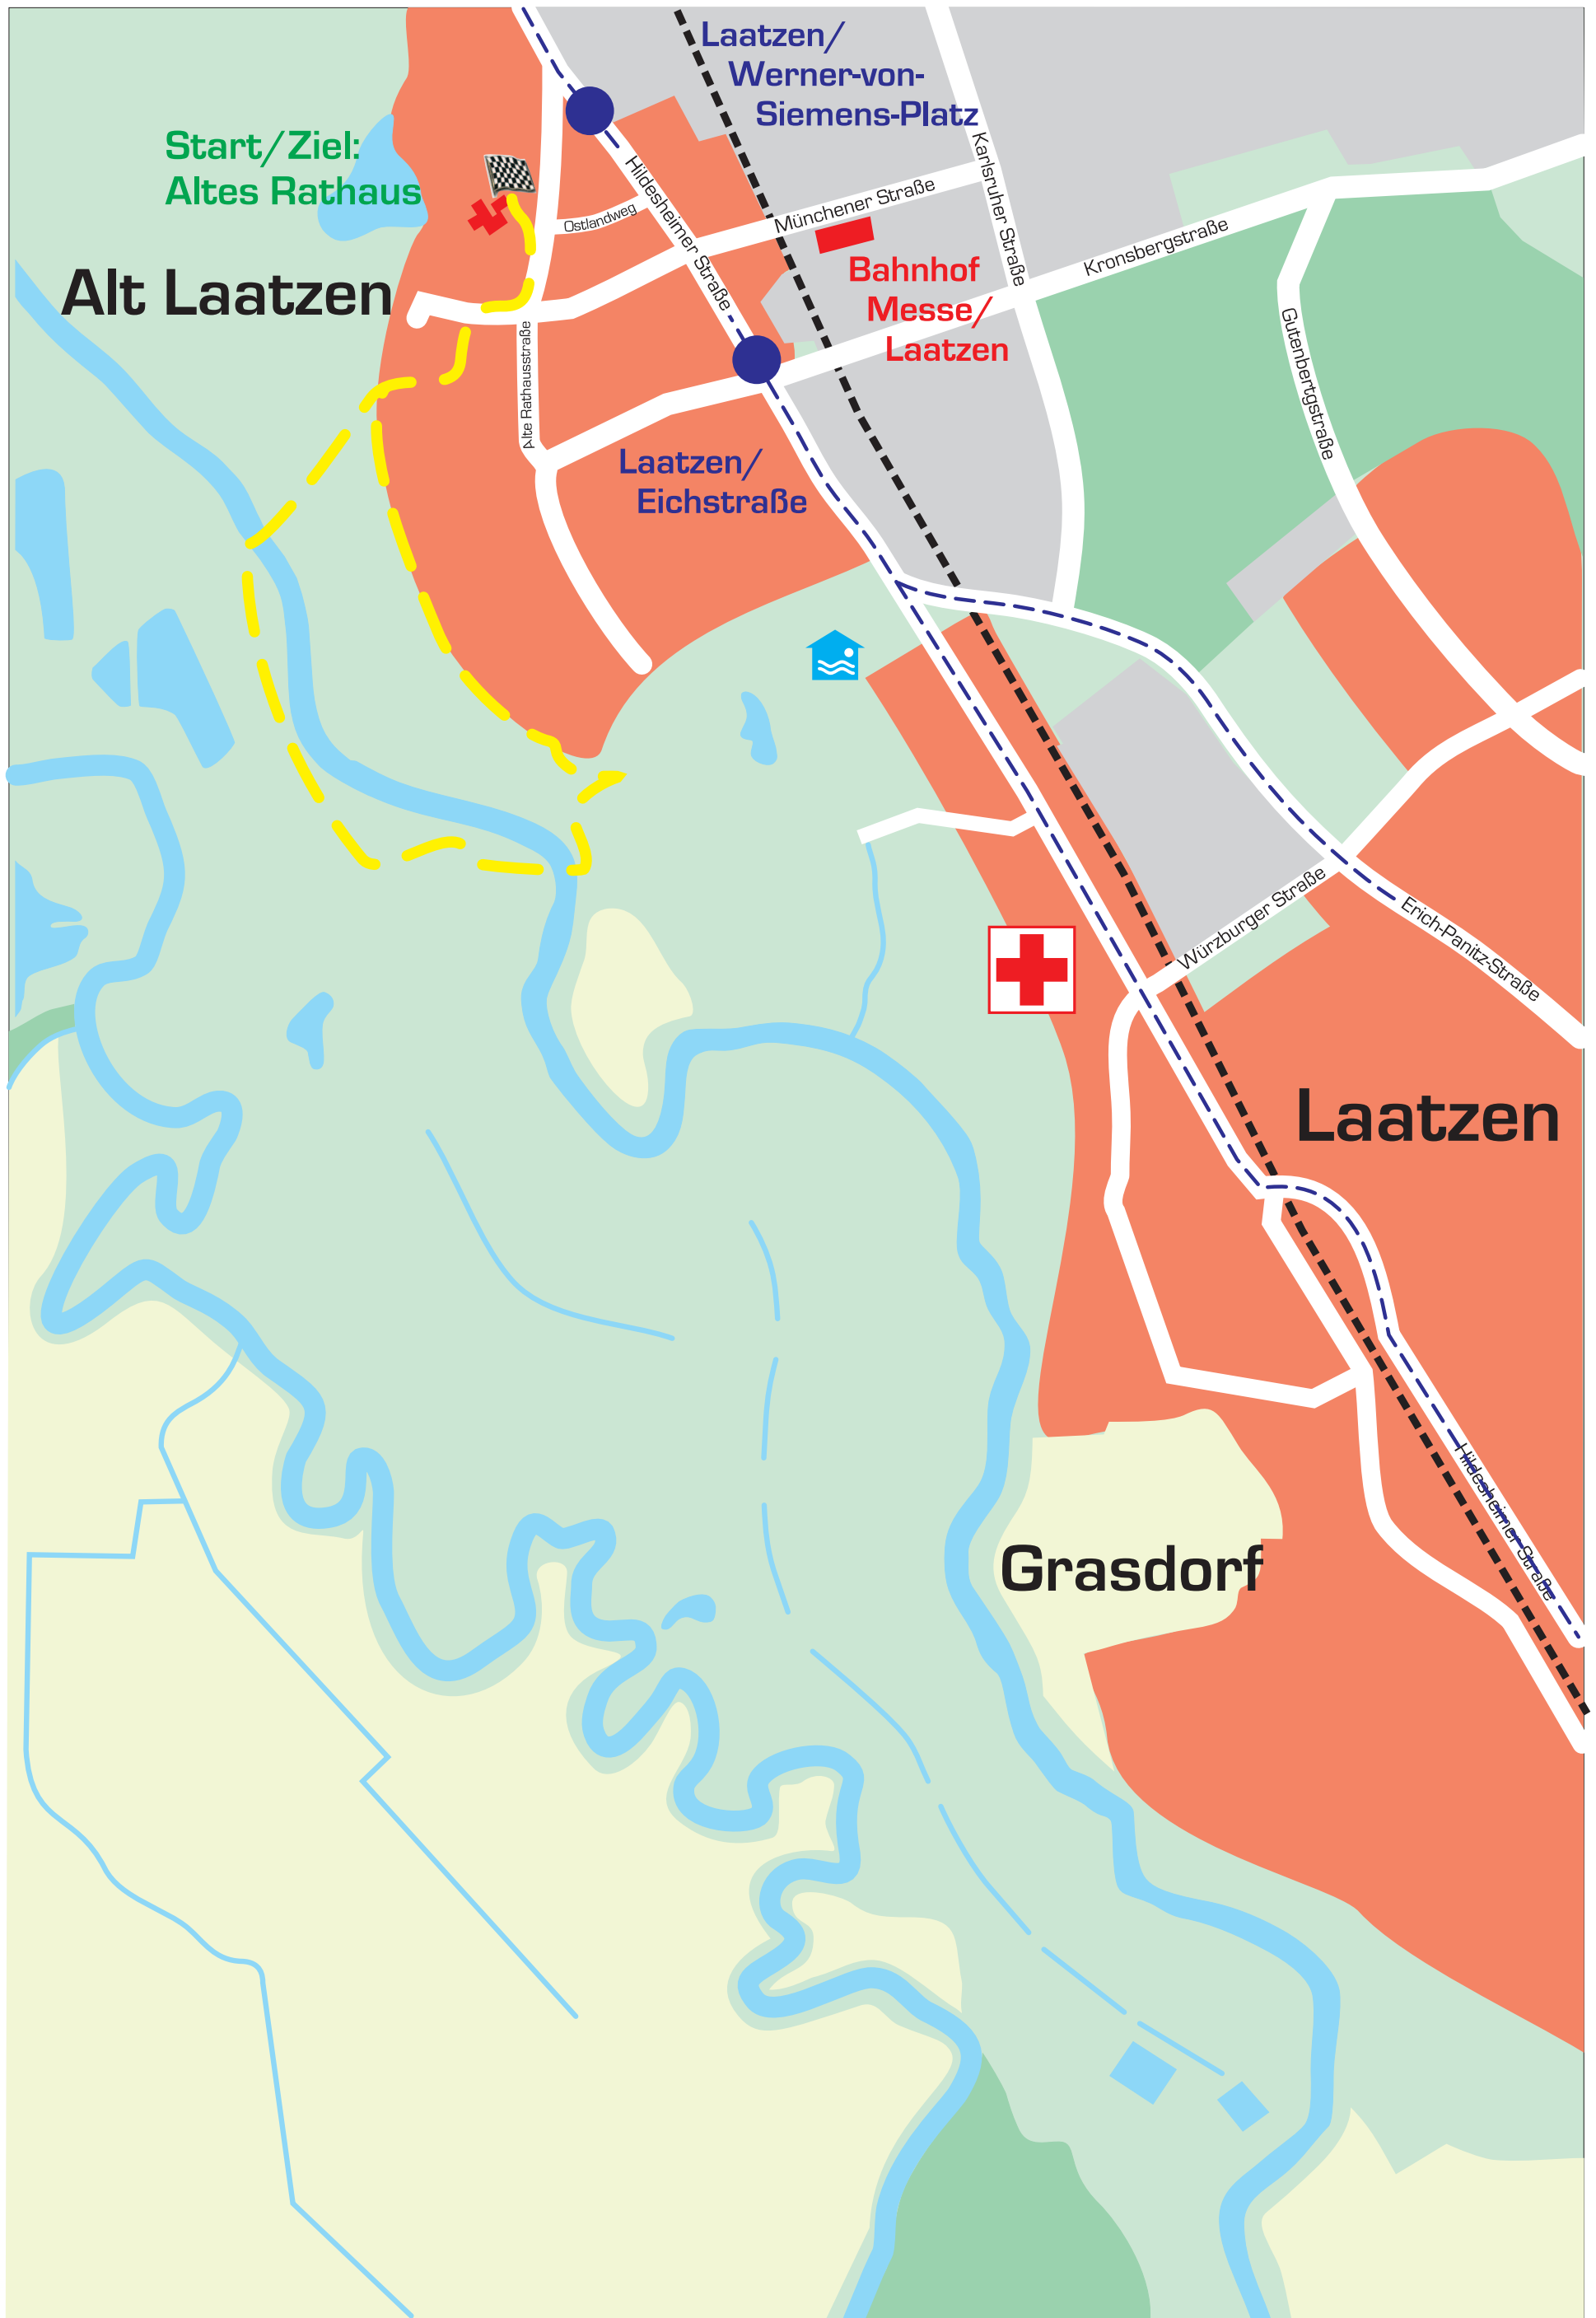 Laatzen/
Werner-von-
Siemens-Platz
Start/Ziel:
Altes Rathaus
Karlsruher Straße
Hildesheimer Straße
Ostlandweg
Münchener Straße
Kronsbergstraße
Alt Laatzen
Bahnhof
Messe/
Laatzen
Gutenbertgstraße
Alte Rathausstraße
Laatzen/
Eichstraße
Würzburger Straße
Erich-Panitz-Straße
Laatzen
Hildesheimer Straße
Grasdorf